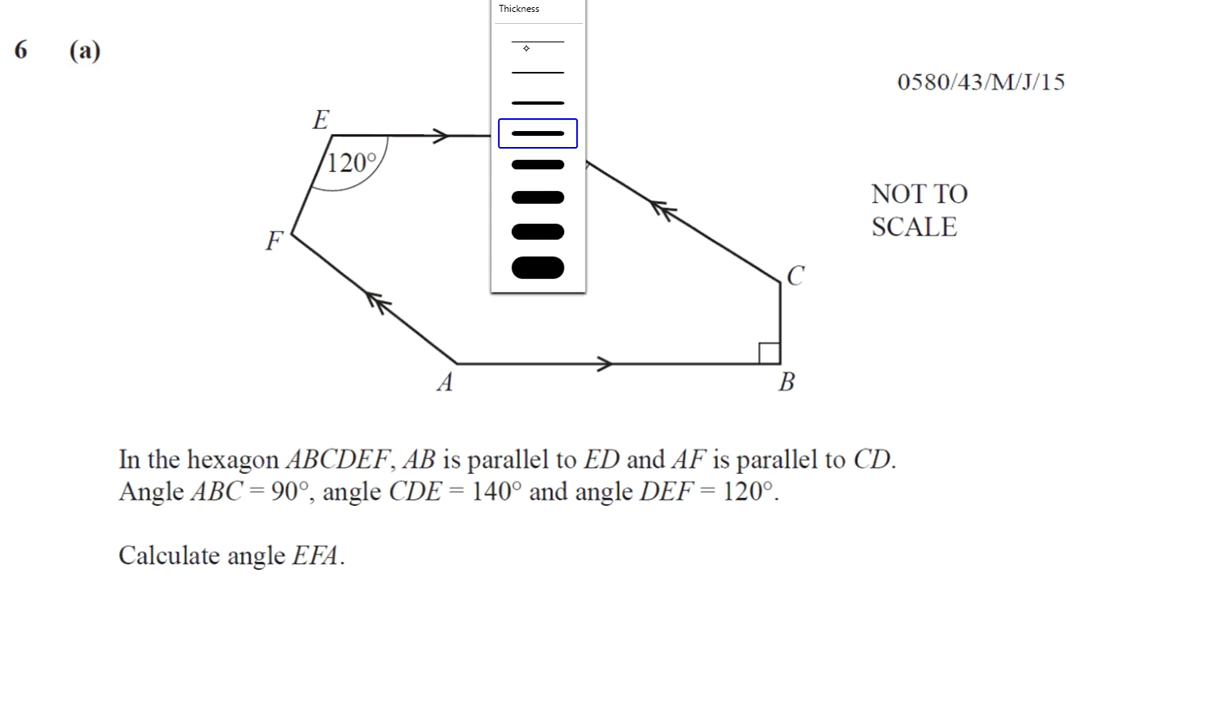 Thickness
6 (a)
0580/43/M/J/15
E
120°
NOT TO
SCALE
F
C
A
B
In the hexagon ABCDEF, AB is parallel to ED and AF is parallel to CD.
Angle ABC = 90°, angle CDE = 140° and angle DEF = 120°.
Calculate angle EFA.